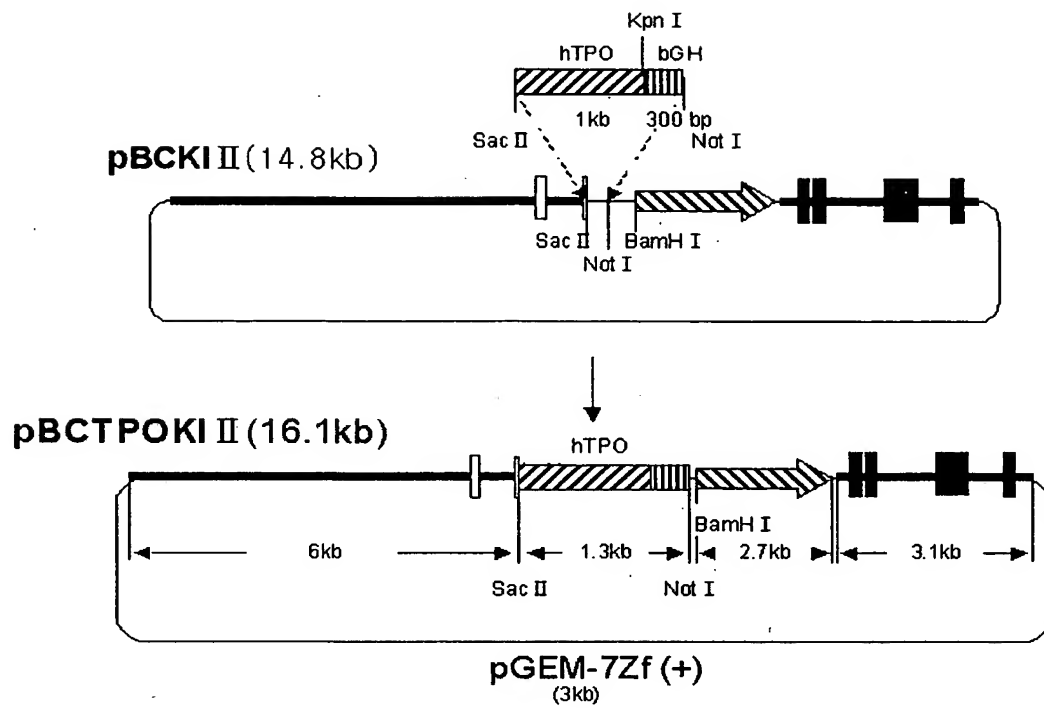 Kpn I
hTPO bGH
1kb 300 bp
Sac II Not I
pBCKI II (14.8kb)
Sac II BamH I
Not I
pBCTPOKI II (16.1kb)
hTPO
BamH I
6kb 1.3kb 2.7kb 3.1kb
Sac II Not I
pGEM-7Zf (+)
(3kb)